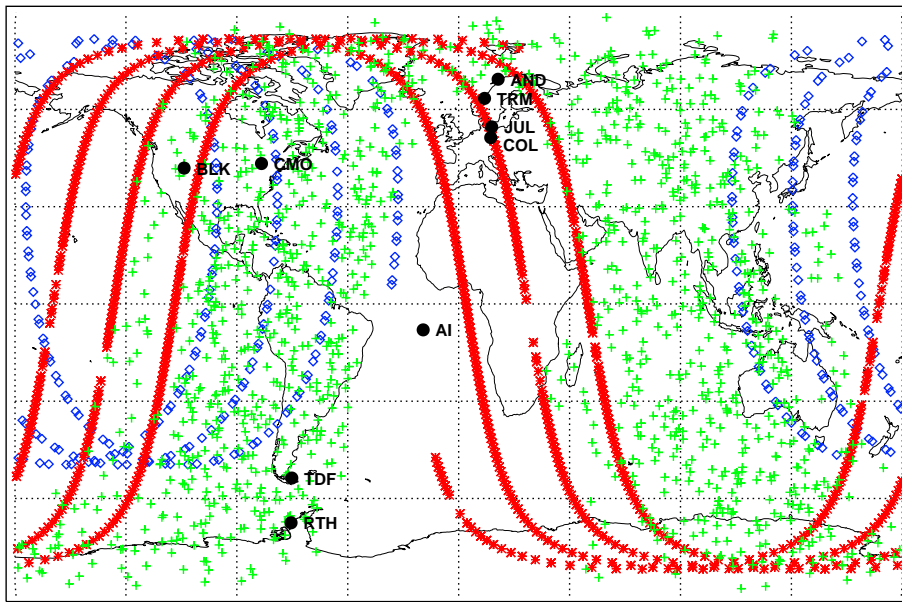 AND
TRM
JUL
COL
BLK
CMO
AI
TDF
RTH